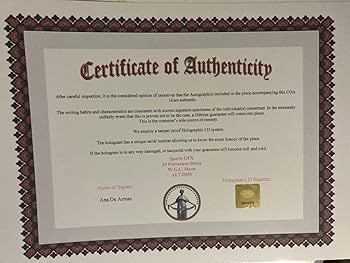 Certificate of Authenticity
After careful inspection, it is the considered opinion of ourselves that the Autograph(s) included in the piece accompanying this COA
is/are authentic.
The writing habits and characteristics are consistent with known signature specimens of the individual(s) concerned. In the extremely
unlikely event that this is proven not to be the case, a lifetime guarantee will come into place
This is the customer's sole source of remedy.
We employ a tamper proof Holographic I.D system.
The holographic has a unique serial number allowing us to know the exact history of the piece.
If the hologram is in any way damaged, or tampered with your guarantee will become null and void.
Sports GFX
24 Parkway
W.G.C. Herts
Name of Signer:
Hologram I.D Number:
Ana De Armas